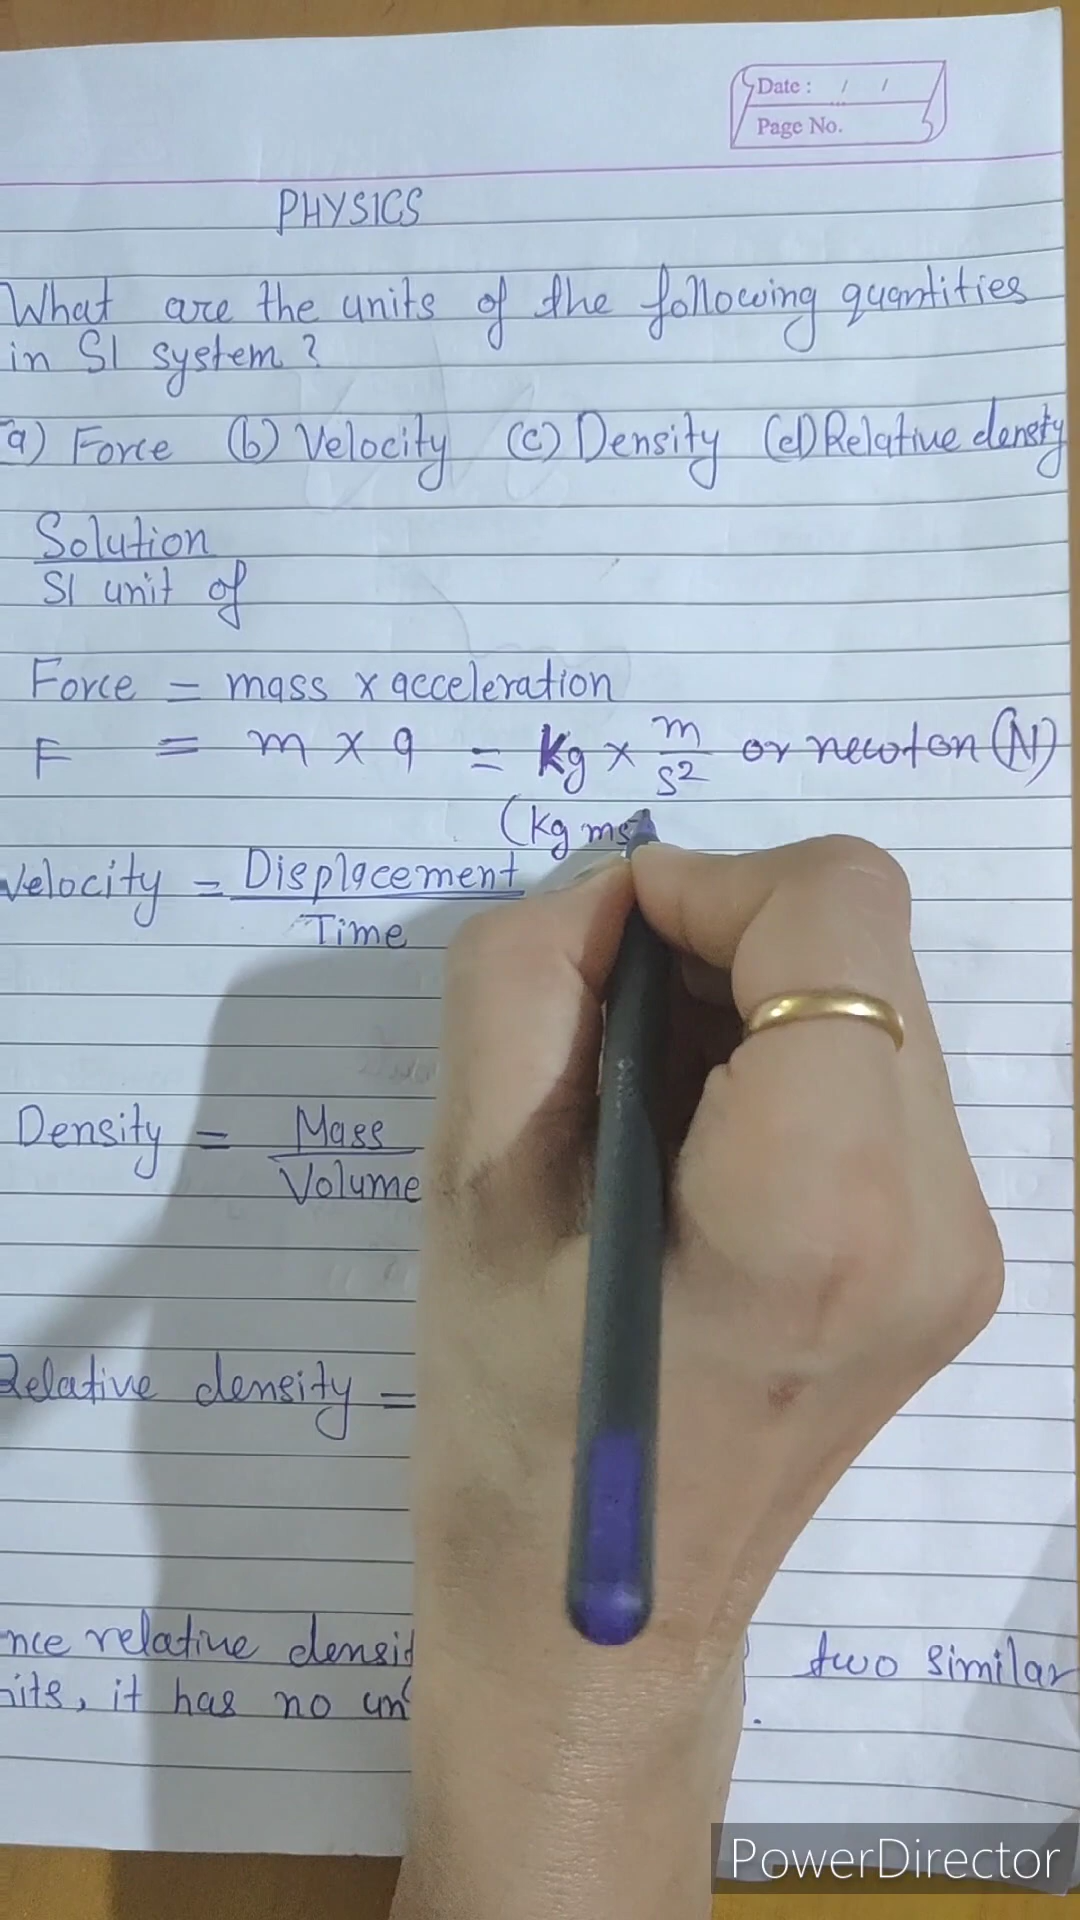 Date : / /
Page No.
PHYSICS
What are the units of the following quantities
in SI system ?
a) Force (b) Velocity (c) Density (d) Relative density
Solution
SI unit of
Force = mass x acceleration
F = m x a = kg x m/s² or newton (N)
(kg ms
Velocity = Displacement
Time
Density = Mass
Volume
Relative density =
relative two similar
it has no
PowerDirector